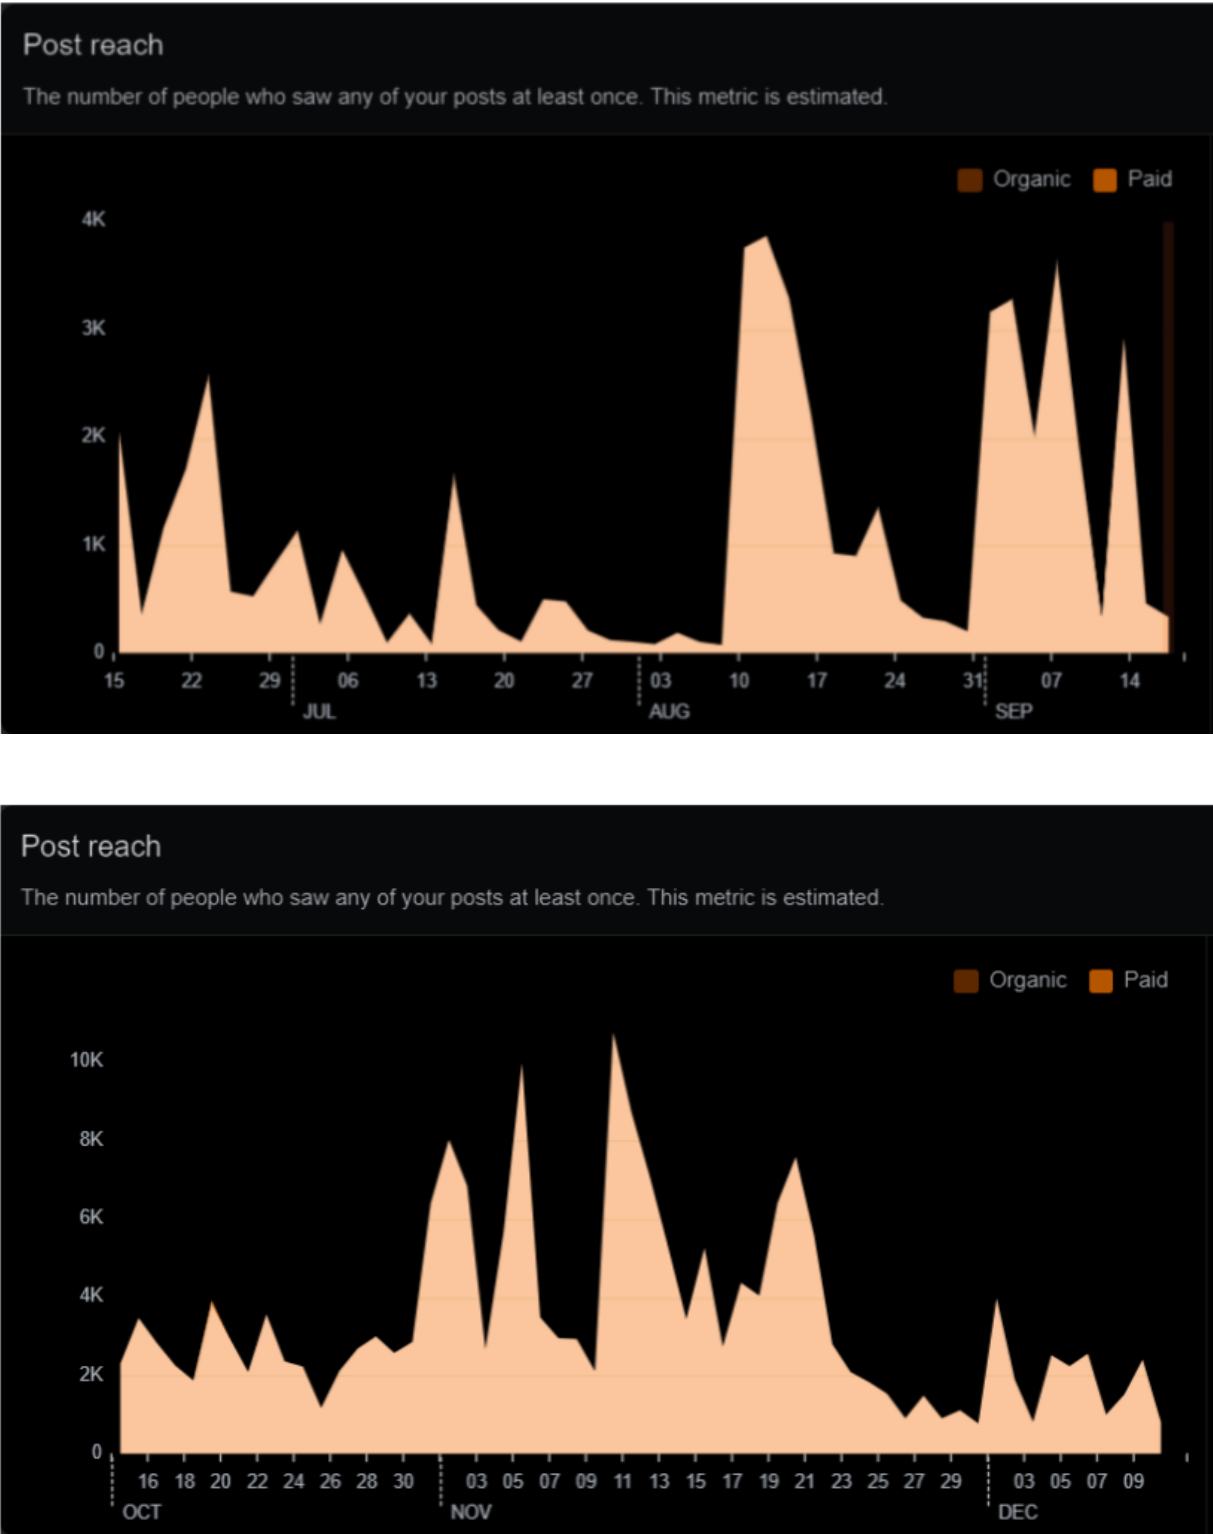 Post reach
The number of people who saw any of your posts at least once. This metric is estimated.
Organic Paid
4K
3K
2K
1K
0
15 22 29 06 13 20 27 03 10 17 24 31 07 14
JUL AUG SEP
Post reach
The number of people who saw any of your posts at least once. This metric is estimated.
Organic Paid
10K
8K
6K
4K
2K
0
16 18 20 22 24 26 28 30 03 05 07 09 11 13 15 17 19 21 23 25 27 29 03 05 07 09
OCT NOV DEC